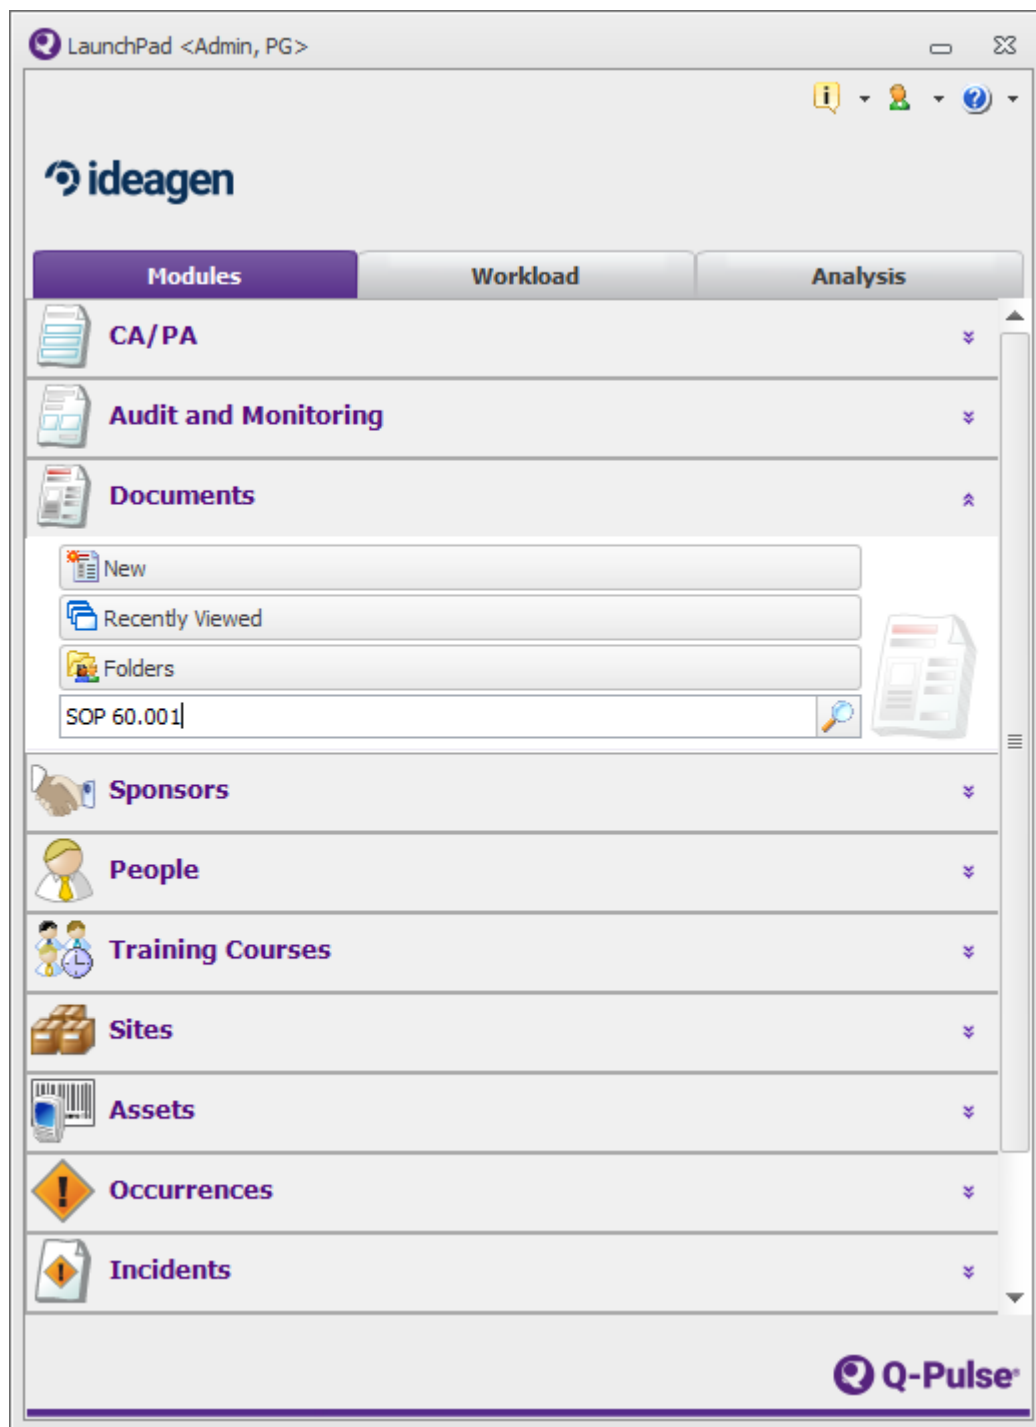 LaunchPad <Admin, PG>
ideagen
Modules Workload Analysis
CA/PA
Audit and Monitoring
Documents
New
Recently Viewed
Folders
SOP 60.001
Sponsors
People
Training Courses
Sites
Assets
Occurrences
Incidents
Q-Pulse